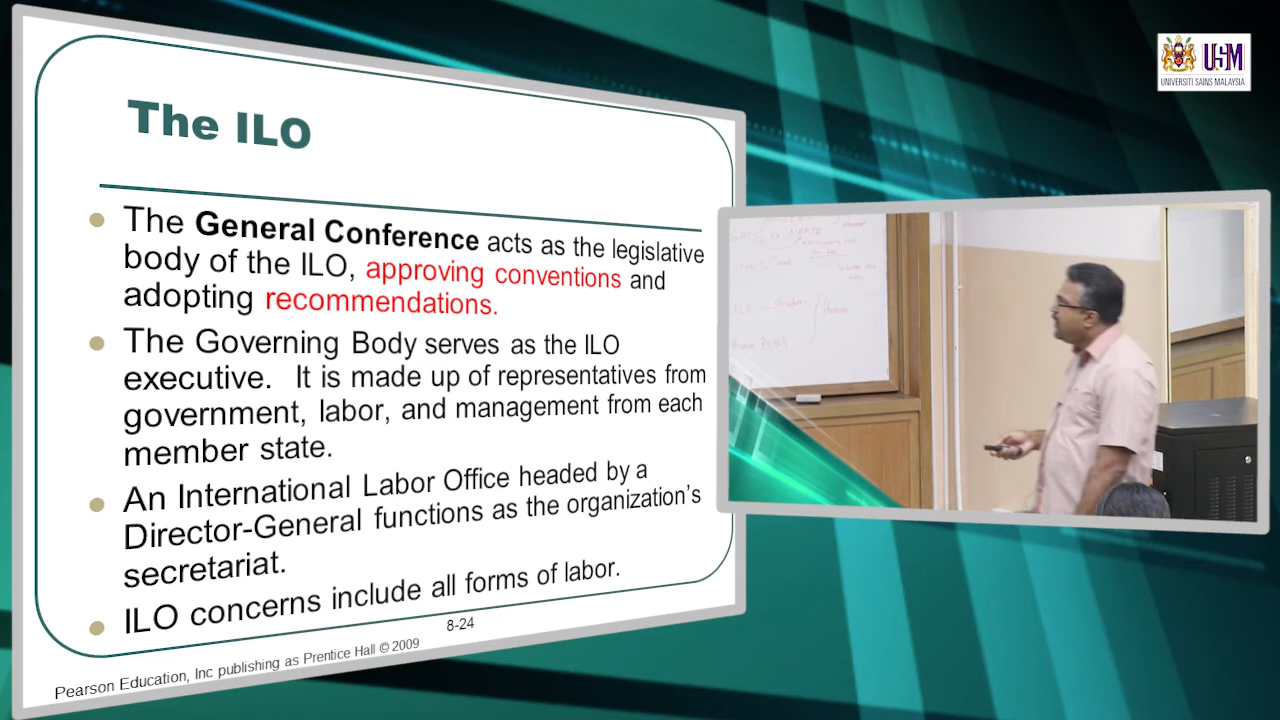 The ILO
The General Conference acts as the legislative
body of the ILO, approving conventions and
adopting recommendations.
The Governing Body serves as the ILO
executive. It is made up of representatives from
government, labor, and management from each
member state.
An International Labor Office headed by a
Director-General functions as the organization's
secretariat.
ILO concerns include all forms of labor.
8-24
Pearson Education, Inc publishing as Prentice Hall © 2009
USM
UNIVERSITI SAINS MALAYSIA
ILO — Structure
Human